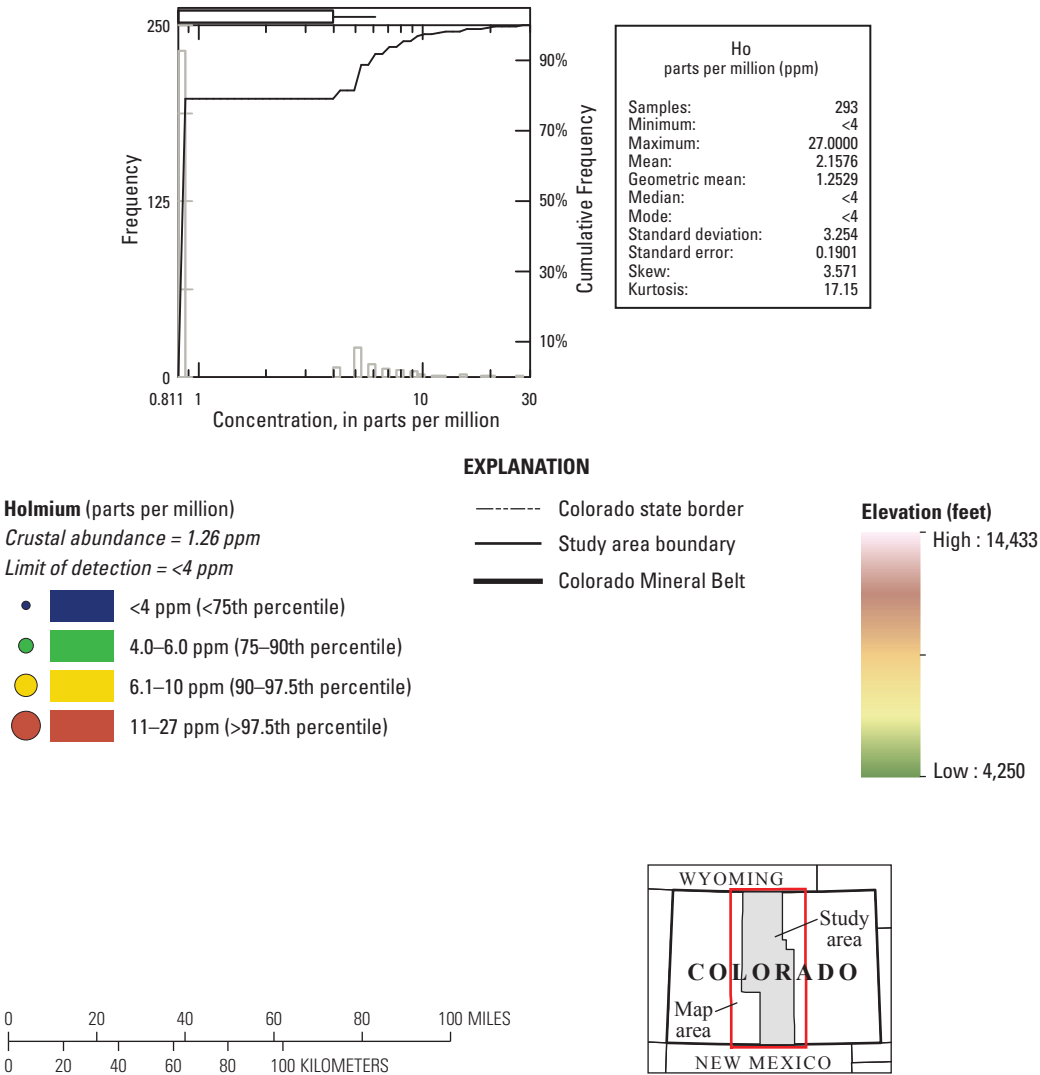 250
125
0
Frequency
90%
70%
50%
30%
10%
Cumulative Frequency
0.811 1 10 30
Concentration, in parts per million
Ho
parts per million (ppm)
Samples: 293
Minimum: <4
Maximum: 27.0000
Mean: 2.1576
Geometric mean: 1.2529
Median: <4
Mode: <4
Standard deviation: 3.254
Standard error: 0.1901
Skew: 3.571
Kurtosis: 17.15
EXPLANATION
Holmium (parts per million)
Crustal abundance = 1.26 ppm
Limit of detection = <4 ppm
<4 ppm (<75th percentile)
4.0–6.0 ppm (75–90th percentile)
6.1–10 ppm (90–97.5th percentile)
11–27 ppm (>97.5th percentile)
Colorado state border
Study area boundary
Colorado Mineral Belt
Elevation (feet)
High : 14,433
Low : 4,250
0 20 40 60 80 100 MILES
0 20 40 60 80 100 KILOMETERS
WYOMING
Study
area
COLORADO
Map
area
NEW MEXICO